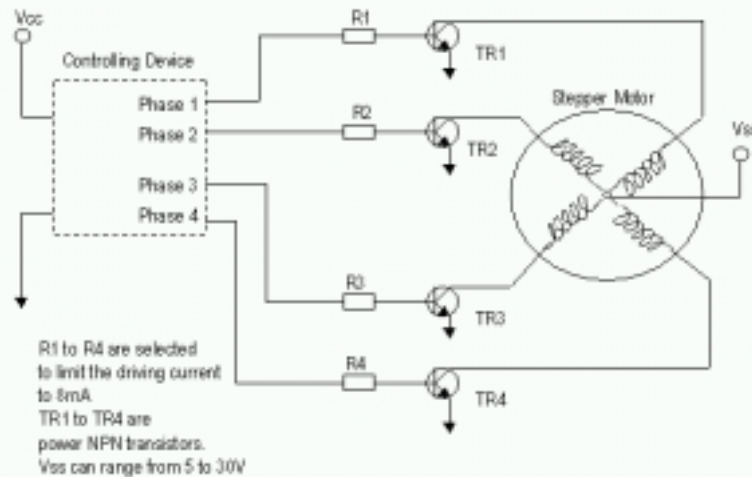 Vcc
R1
TR1
Controlling Device
Phase 1
Stepper Motor
R2
Phase 2
TR2
Phase 3
Phase 4
R3
TR3
R1 to R4 are selected
to limit the driving current
to 8mA
R4
TR1 to TR4 are
TR4
power NPN transistors.
Vss can range from 5 to 30V